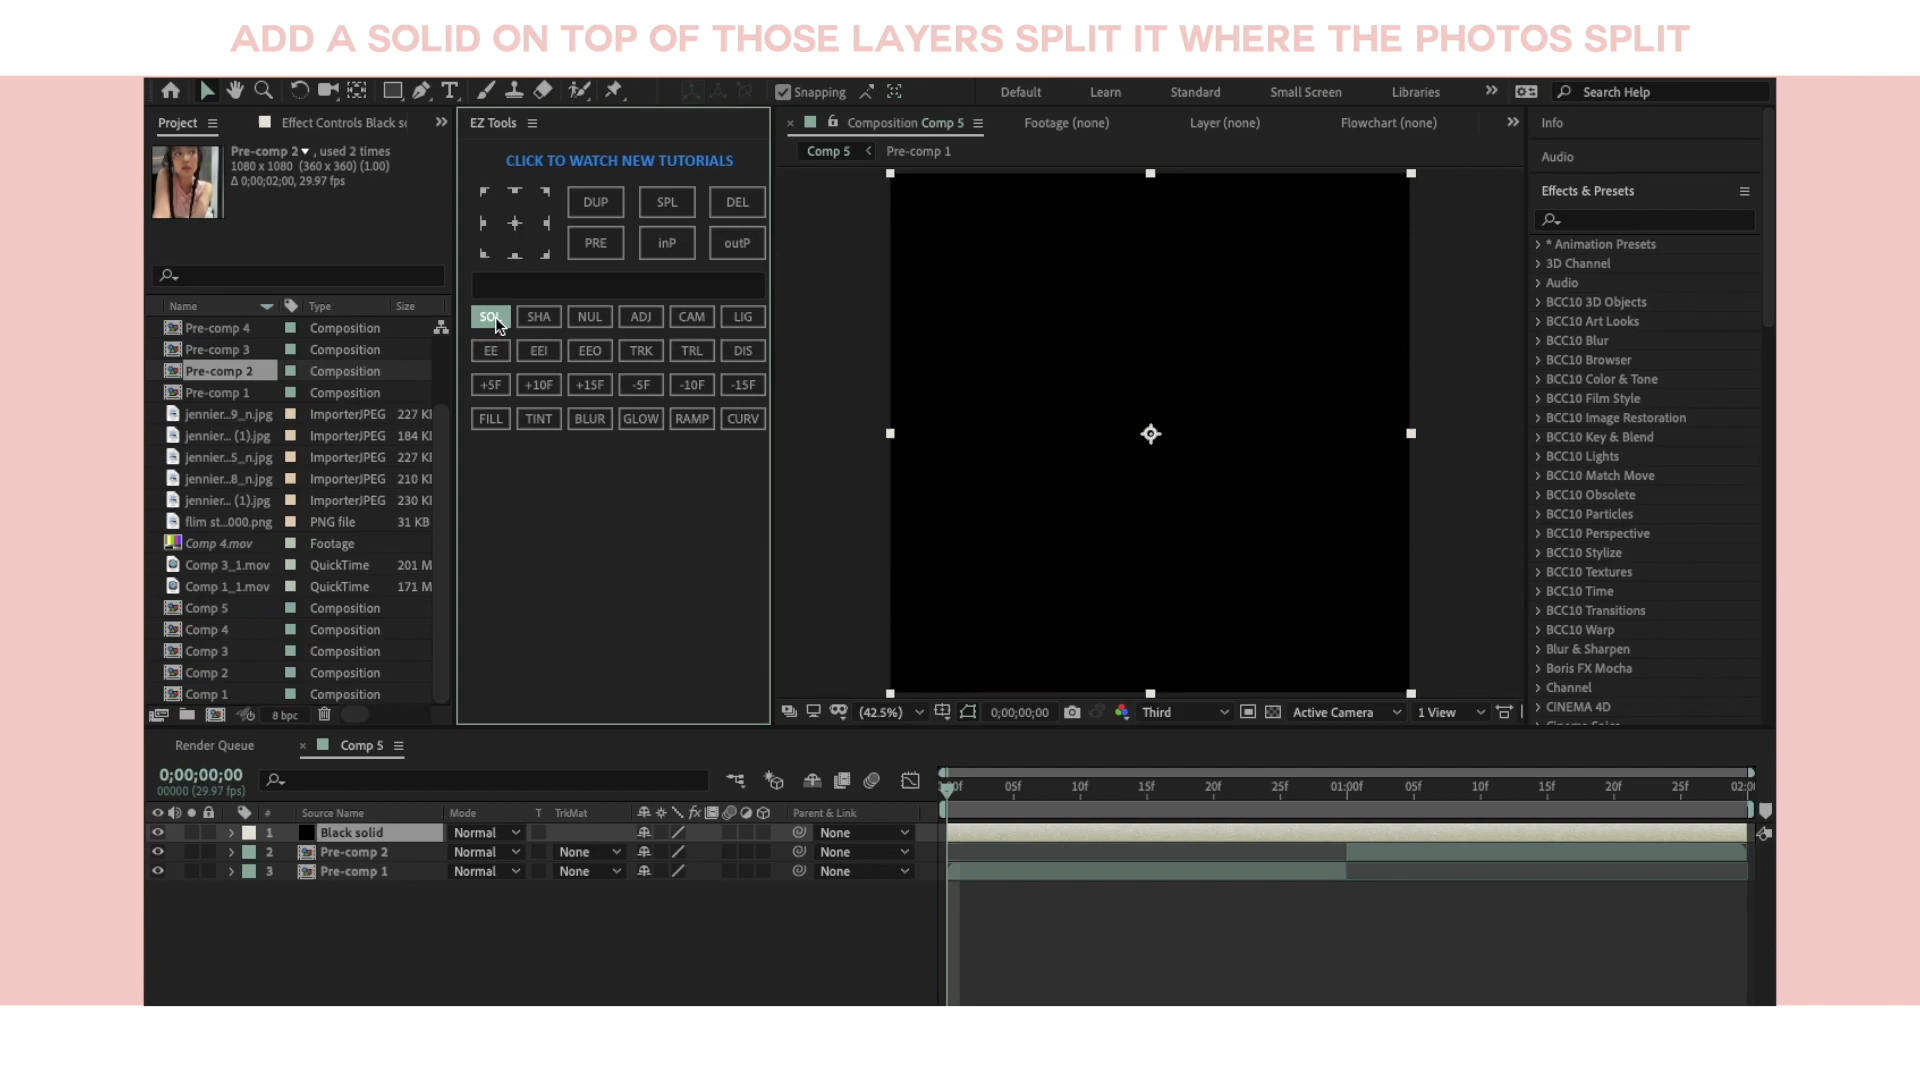 ADD A SOLID ON TOP OF THOSE LAYERS SPLIT IT WHERE THE PHOTOS SPLIT
Snapping
Default
Learn
Standard
Small Screen
Libraries
Search Help
Project
Effect Controls Black so
EZ Tools
Composition Comp 5
Footage (none)
Layer (none)
Flowchart (none)
Info
Comp 5
Pre-comp 1
Pre-comp 2 , used 2 times
1080 x 1080 (360 x 360) (1.00)
Δ 0;00;02;00, 29.97 fps
CLICK TO WATCH NEW TUTORIALS
Audio
Effects & Presets
DUP SPL DEL
PRE inP outP
SOL SHA NUL ADJ CAM LIG
EE EEI EEO TRK TRL DIS
+5F +10F +15F -5F -10F -15F
FILL TINT BLUR GLOW RAMP CURV
Name Type Size
Pre-comp 4 Composition
Pre-comp 3 Composition
Pre-comp 2 Composition
Pre-comp 1 Composition
jennier...9_n.jpg ImporterJPEG 227 KI
jennier... (1).jpg ImporterJPEG 184 KI
jennier...5_n.jpg ImporterJPEG 227 KI
jennier...8_n.jpg ImporterJPEG 210 KI
jennier... (1).jpg ImporterJPEG 230 KI
flim st...000.png PNG file 31 KB
Comp 4.mov Footage
Comp 3_1.mov QuickTime 201 M
Comp 1_1.mov QuickTime 171 M
Comp 5 Composition
Comp 4 Composition
Comp 3 Composition
Comp 2 Composition
Comp 1 Composition
8 bpc
* Animation Presets
3D Channel
Audio
BCC10 3D Objects
BCC10 Art Looks
BCC10 Blur
BCC10 Browser
BCC10 Color & Tone
BCC10 Film Style
BCC10 Image Restoration
BCC10 Key & Blend
BCC10 Lights
BCC10 Match Move
BCC10 Obsolete
BCC10 Particles
BCC10 Perspective
BCC10 Stylize
BCC10 Textures
BCC10 Time
BCC10 Transitions
BCC10 Warp
Blur & Sharpen
Boris FX Mocha
Channel
CINEMA 4D
(42.5%)
0;00;00;00
Third
Active Camera
1 View
Render Queue
Comp 5
0;00;00;00
00000 (29.97 fps)
05f 10f 15f 20f 25f 01:00f 05f 10f 15f 20f 25f 02:0
# Source Name Mode T TrkMat Parent & Link
1 Black solid Normal None
2 Pre-comp 2 Normal None None
3 Pre-comp 1 Normal None None